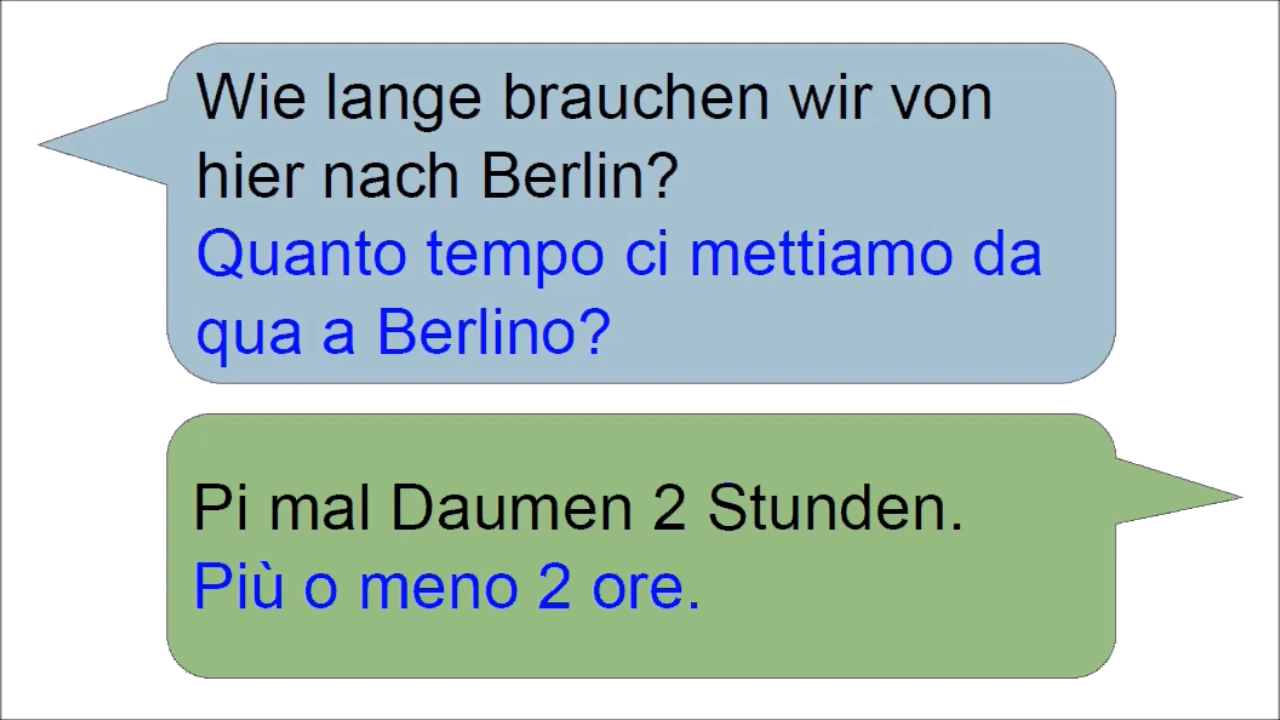 Wie lange brauchen wir von
hier nach Berlin?
Quanto tempo ci mettiamo da
qua a Berlino?
Pi mal Daumen 2 Stunden.
Più o meno 2 ore.